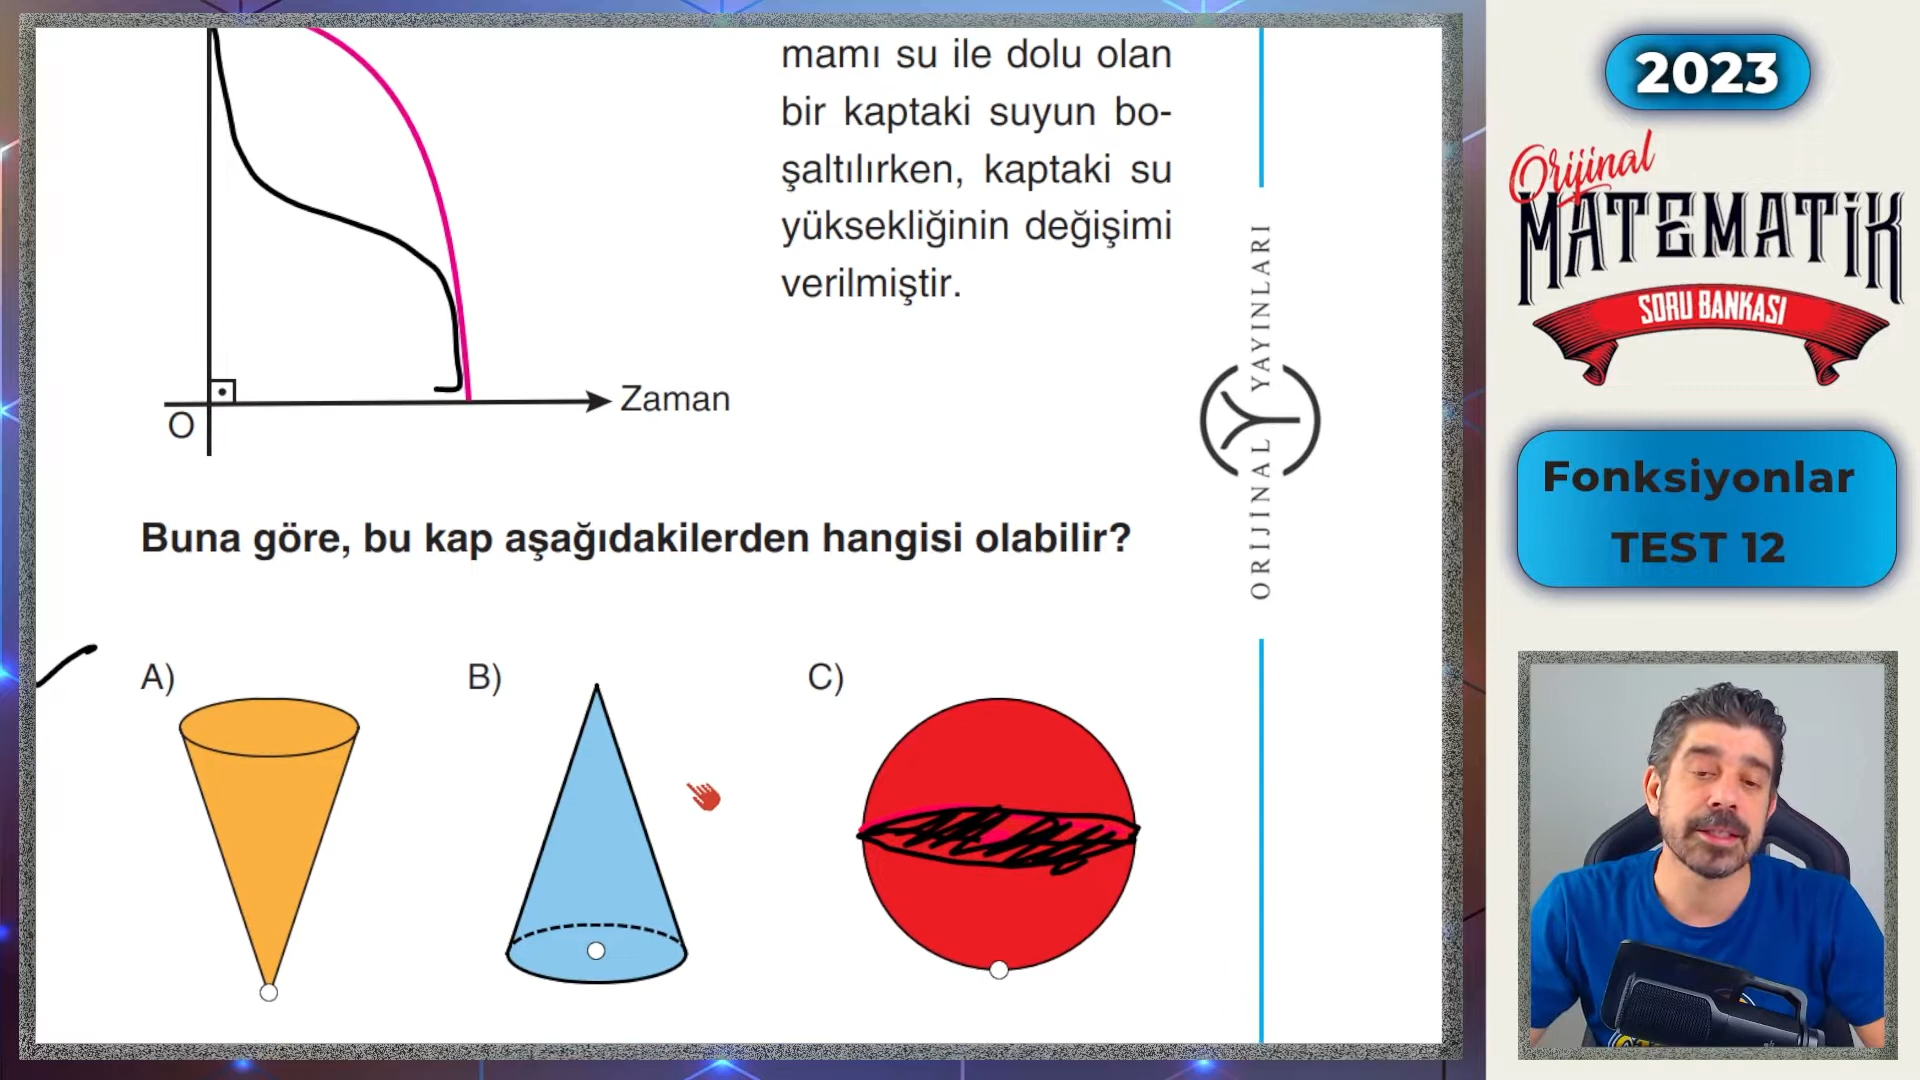 mamı su ile dolu olan
bir kaptaki suyun bo-
şaltılırken, kaptaki su
yüksekliğinin değişimi
verilmiştir.
Zaman
O
Buna göre, bu kap aşağıdakilerden hangisi olabilir?
A)
B)
C)
ORİJİNAL YAYINLARI
2023
Orijinal
MATEMATİK
SORU BANKASI
Fonksiyonlar
TEST 12